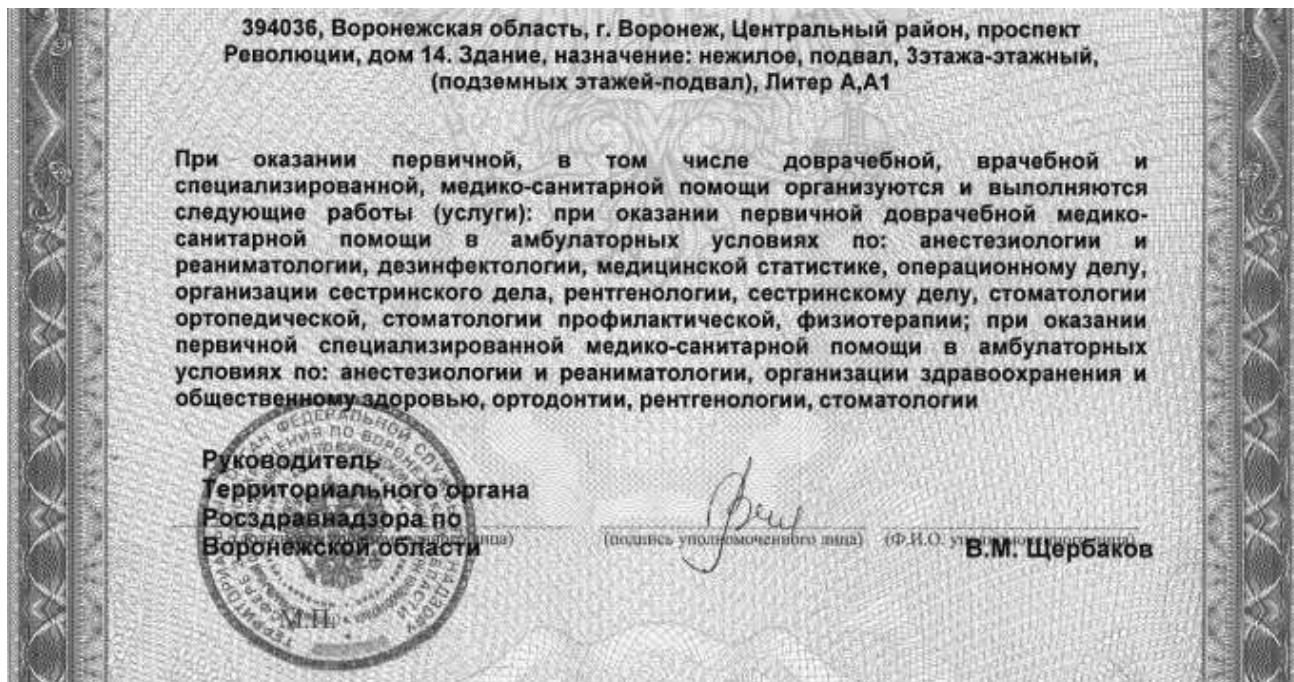 394036, Воронежская область, г. Воронеж, Центральный район, проспект
Революции, дом 14. Здание, назначение: нежилое, подвал, 3этажа-этажный,
(подземных этажей-подвал), Литер А,А1
При оказании первичной, в том числе доврачебной, врачебной и
специализированной, медико-санитарной помощи организуются и выполняются
следующие работы (услуги): при оказании первичной доврачебной медико-
санитарной помощи в амбулаторных условиях по: анестезиологии и
реаниматологии, дезинфектологии, медицинской статистике, операционному делу,
организации сестринского дела, рентгенологии, сестринскому делу, стоматологии
ортопедической, стоматологии профилактической, физиотерапии; при оказании
первичной специализированной медико-санитарной помощи в амбулаторных
условиях по: анестезиологии и реаниматологии, организации здравоохранения и
общественному здоровью, ортодонтии, рентгенологии, стоматологии
Руководитель
Территориального органа
Росздравнадзора по
Воронежской области
(подпись уполномоченного лица)
(Ф.И.О. уполномоченного лица)
В.М. Щербаков
М.П.